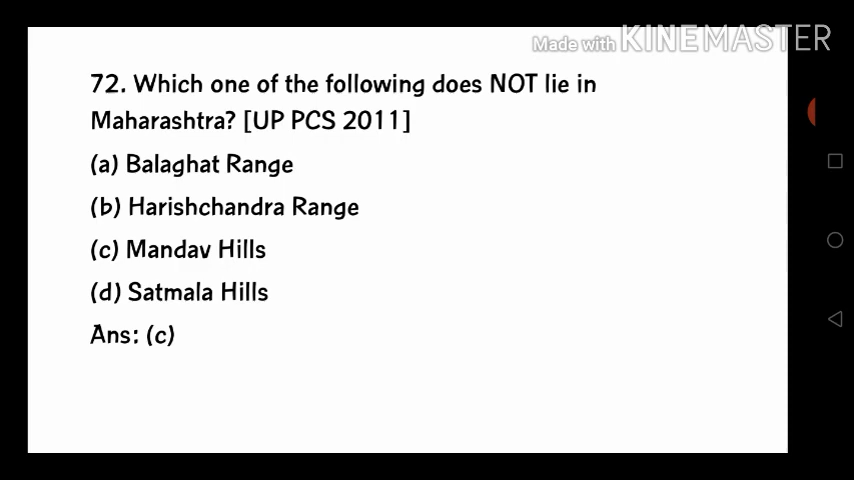 Made with KINEMASTER
72. Which one of the following does NOT lie in
Maharashtra? [UP PCS 2011]
(a) Balaghat Range
(b) Harishchandra Range
(c) Mandav Hills
(d) Satmala Hills
Ans: (c)